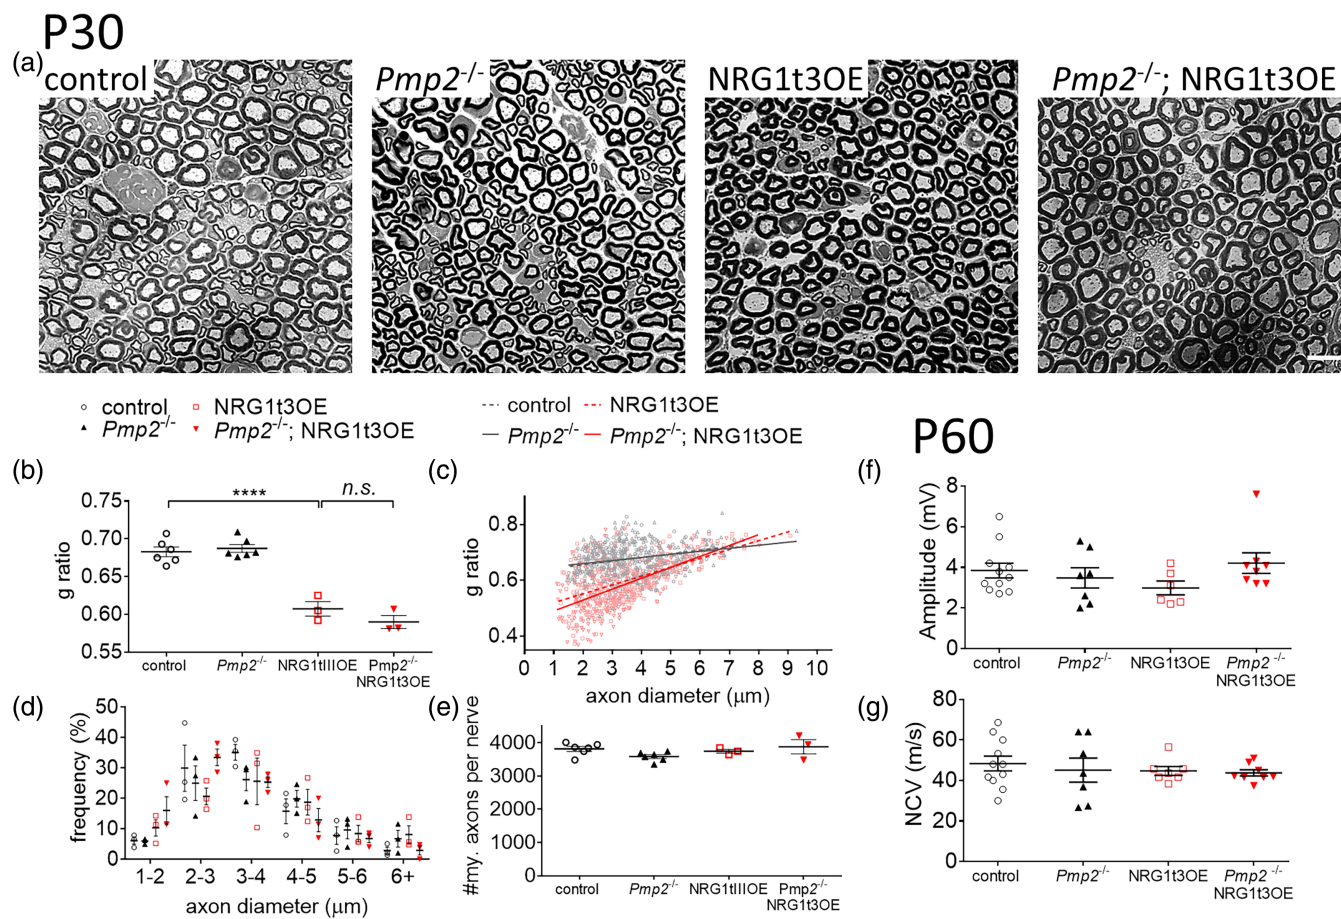 P30
(a)
control
Pmp2-/-
NRG1t3OE
Pmp2-/-; NRG1t3OE
control NRG1t3OE
Pmp2-/- Pmp2-/-; NRG1t3OE
control NRG1t3OE
Pmp2-/- Pmp2-/-; NRG1t3OE
P60
(b)
g ratio
0.75
0.70
0.65
0.60
0.55
****
n.s.
control Pmp2-/- NRG1tIIIOE Pmp2-/-
NRG1t3OE
(c)
g ratio
0.8
0.6
0.4
0 1 2 3 4 5 6 7 8 9 10
axon diameter (μm)
(f)
Amplitude (mV)
8
6
4
2
0
control Pmp2-/- NRG1t3OE Pmp2 -/-
NRG1t3OE
(d)
frequency (%)
50
40
30
20
10
0
1-2 2-3 3-4 4-5 5-6 6+
axon diameter (μm)
(e)
#my. axons per nerve
4000
3000
2000
1000
0
control Pmp2-/- NRG1tIIIOE Pmp2-/-
NRG1t3OE
(g)
NCV (m/s)
80
60
40
20
0
control Pmp2-/- NRG1t3OE Pmp2 -/-
NRG1t3OE